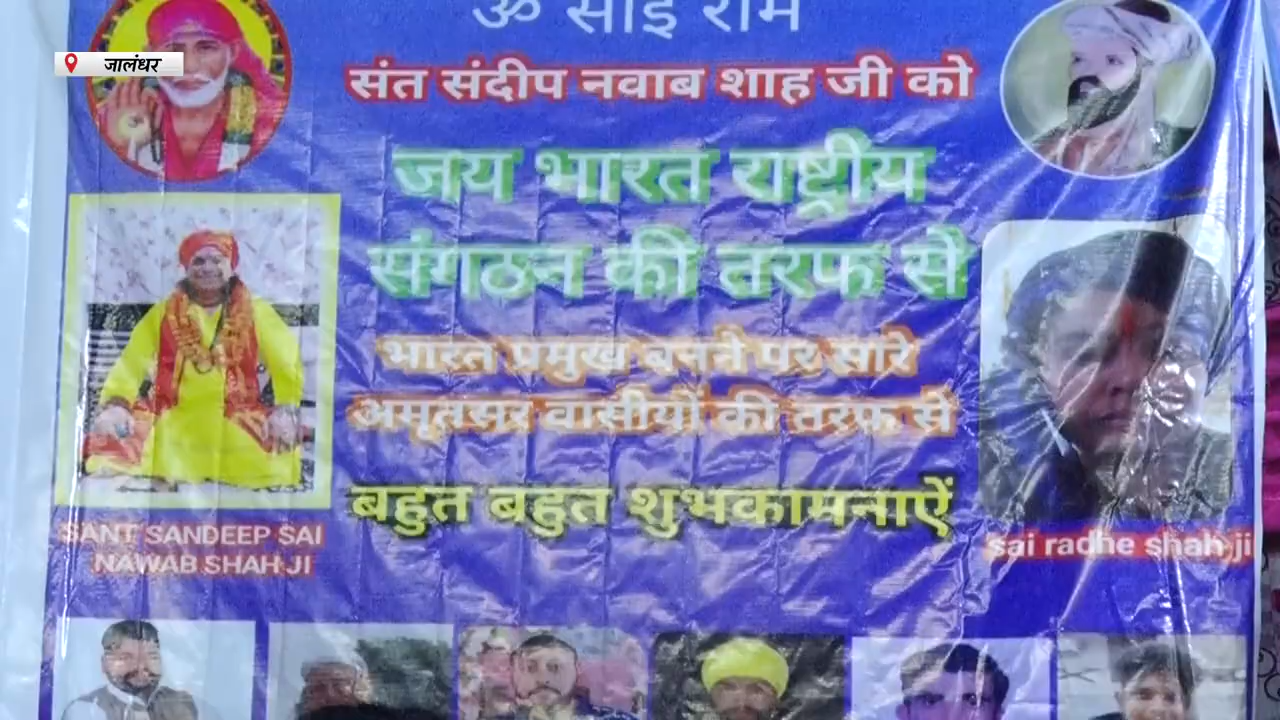 ॐ साई राम
जालंधर
संत संदीप नवाब शाह जी को
जय भारत राष्ट्रीय
संगठन की तरफ से
भारत प्रमुख बनने पर सारे
अमृतसर वासीयों की तरफ से
बहुत बहुत शुभकामनाऐं
SANT SANDEEP SAI
NAWAB SHAH JI
sai radhe shah ji